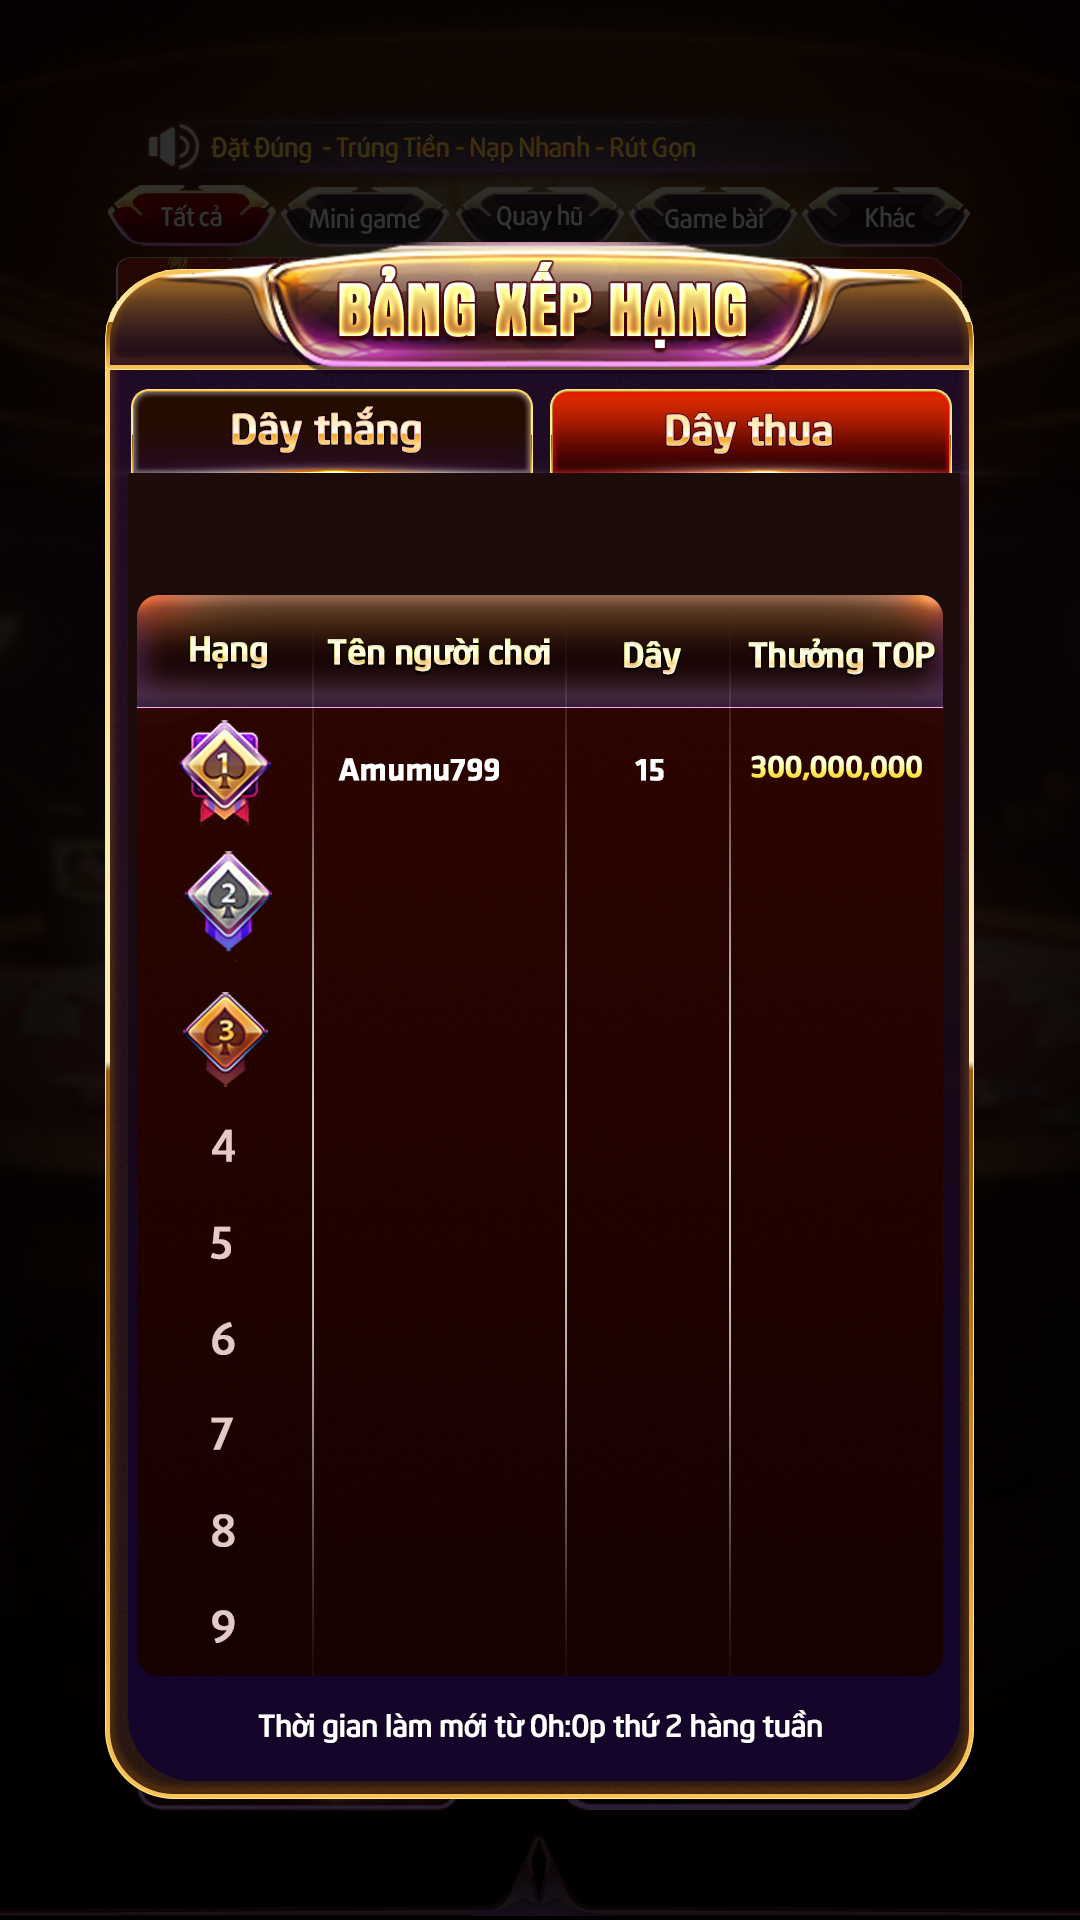 Đặt Đúng - Trúng Tiền - Nạp Nhanh - Rút Gọn
Tất cả Mini game Quay hũ Game bài Khác
BẢNG XẾP HẠNG
Dây thắng Dây thua
Hạng Tên người chơi Dây Thưởng TOP
1 Amumu799 15 300,000,000
2
3
4
5
6
7
8
9
Thời gian làm mới từ 0h:0p thứ 2 hàng tuần